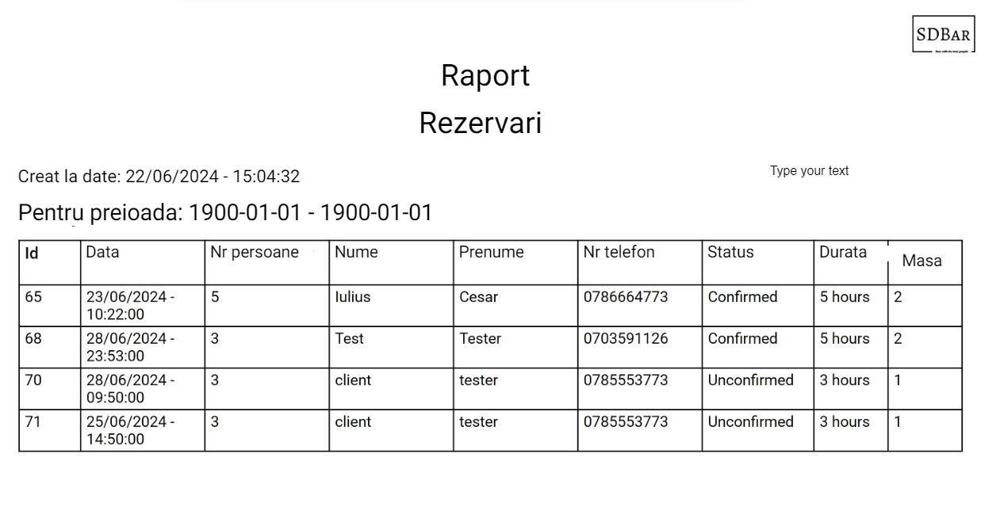 SDBAR
Raport
Rezervari
Creat la date: 22/06/2024 - 15:04:32
Type your text
Pentru preioada: 1900-01-01 - 1900-01-01
Id Data Nr persoane Nume Prenume Nr telefon Status Durata Masa
65 23/06/2024 - 10:22:00 5 Iulius Cesar 0786664773 Confirmed 5 hours 2
68 28/06/2024 - 23:53:00 3 Test Tester 0703591126 Confirmed 5 hours 2
70 28/06/2024 - 09:50:00 3 client tester 0785553773 Unconfirmed 3 hours 1
71 25/06/2024 - 14:50:00 3 client tester 0785553773 Unconfirmed 3 hours 1